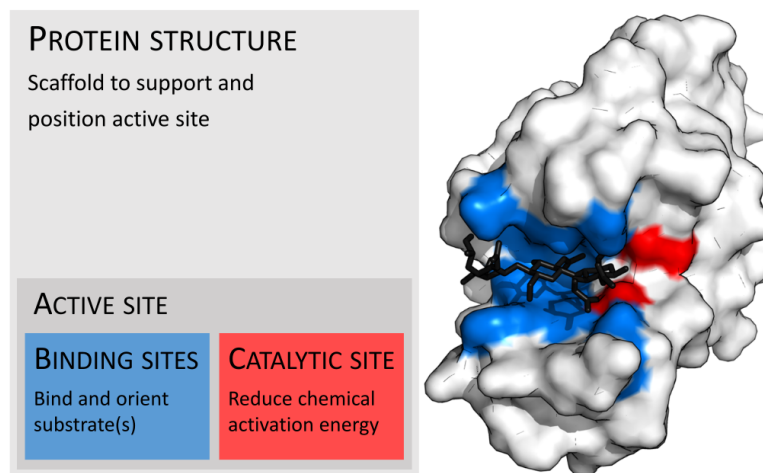 PROTEIN STRUCTURE
Scaffold to support and
position active site
ACTIVE SITE
BINDING SITES
Bind and orient
substrate(s)
CATALYTIC SITE
Reduce chemical
activation energy